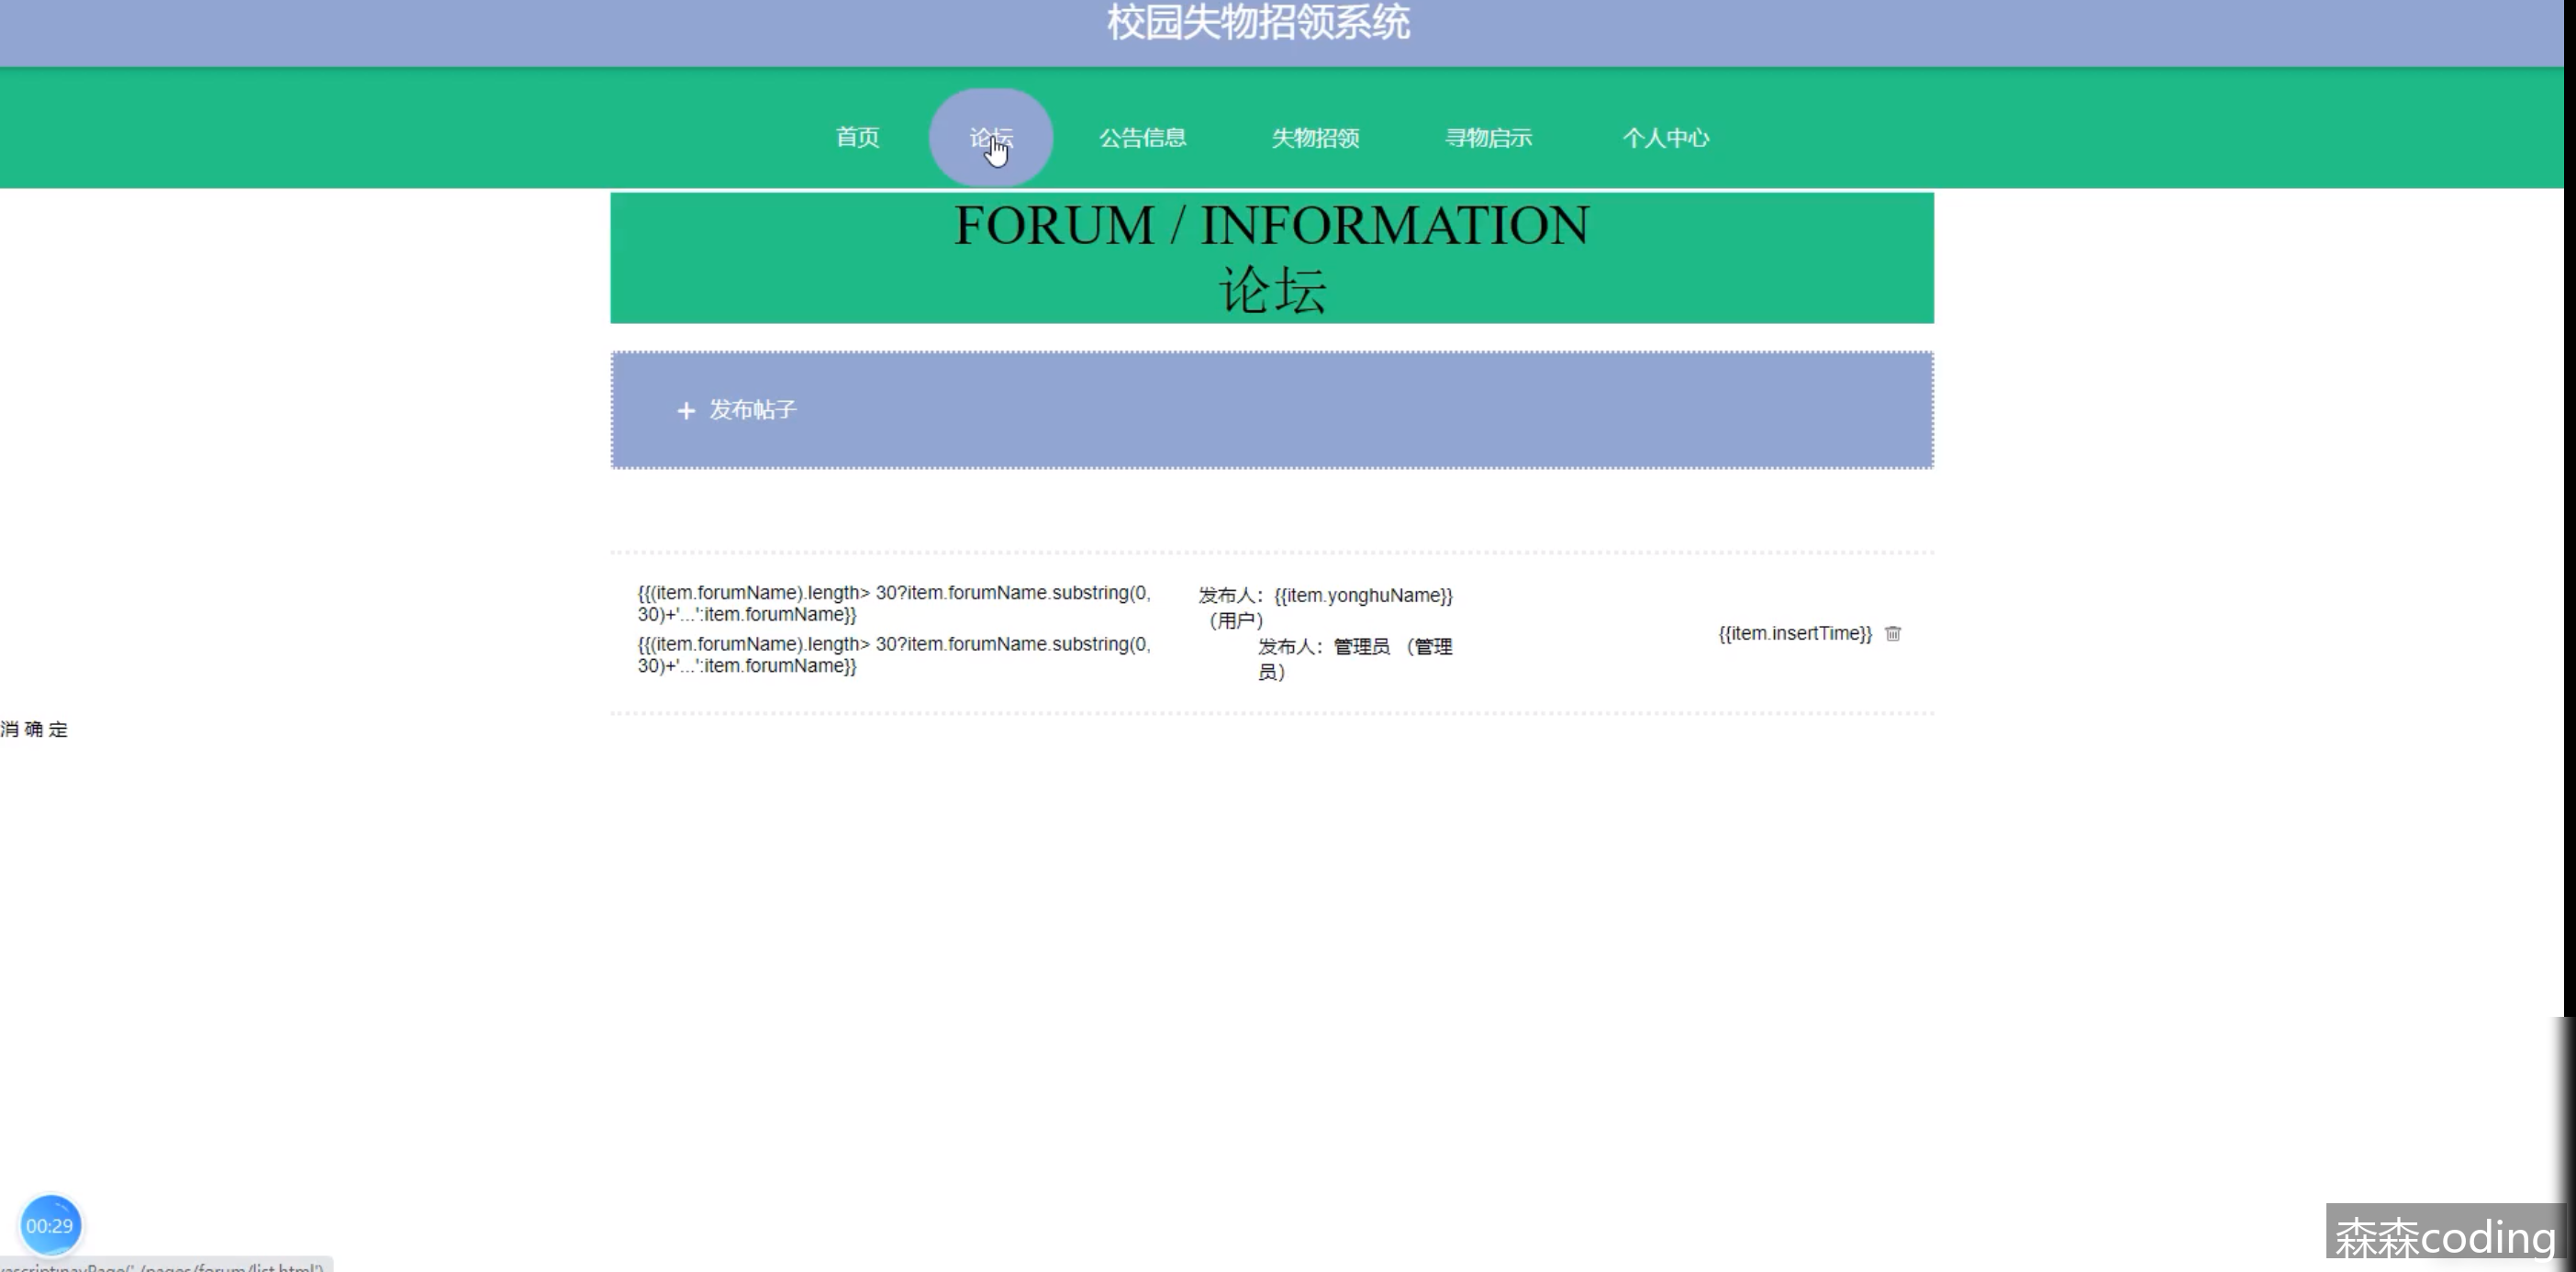 校园失物招领系统
首页 论坛 公告信息 失物招领 寻物启示 个人中心
FORUM / INFORMATION
论坛
+ 发布帖子
{{(item.forumName).length> 30?item.forumName.substring(0,
30)+'...':item.forumName}}
{{(item.forumName).length> 30?item.forumName.substring(0,
30)+'...':item.forumName}}
发布人：{{item.yonghuName}}
（用户）
发布人：管理员 （管理
员）
{{item.insertTime}}
消 确 定
00:29
vascript:navPage('./pages/forum/list.html')
森森coding